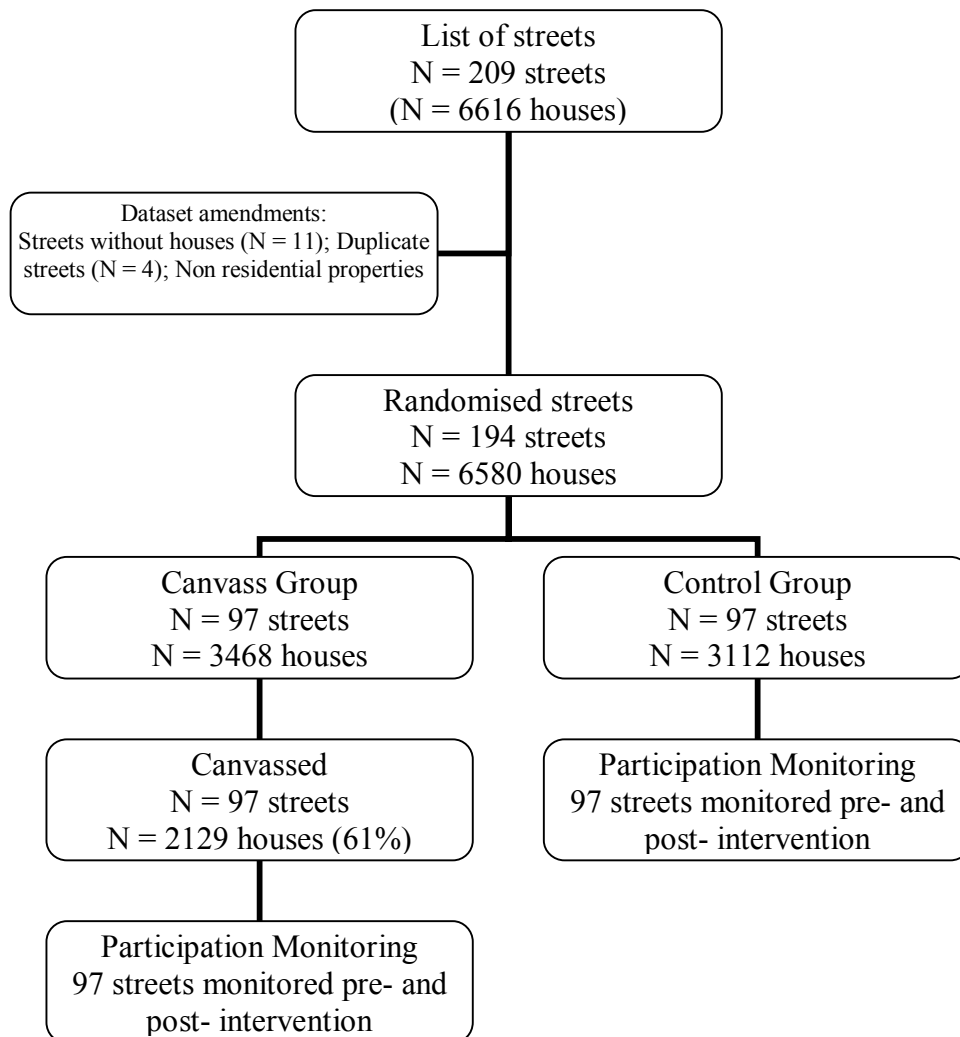 List of streets
N = 209 streets
(N = 6616 houses)
Dataset amendments:
Streets without houses (N = 11); Duplicate
streets (N = 4); Non residential properties
Randomised streets
N = 194 streets
N = 6580 houses
Canvass Group
N = 97 streets
N = 3468 houses
Control Group
N = 97 streets
N = 3112 houses
Canvassed
N = 97 streets
N = 2129 houses (61%)
Participation Monitoring
97 streets monitored pre- and
post- intervention
Participation Monitoring
97 streets monitored pre- and
post- intervention